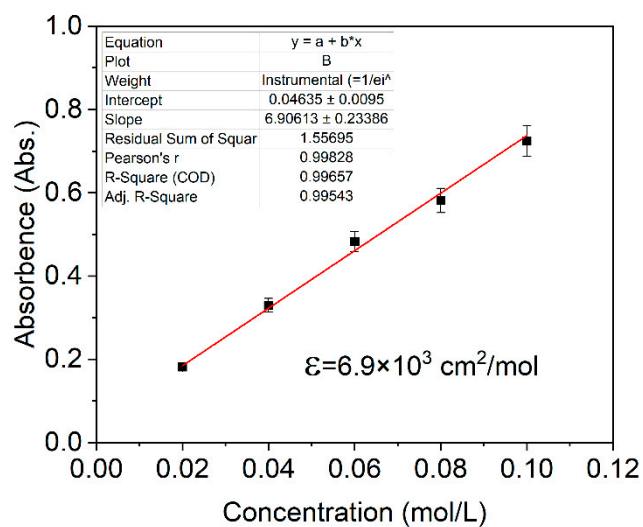 Equation y = a + b*x
Plot B
Weight Instrumental (=1/ei^
Intercept 0.04635 ± 0.0095
Slope 6.90613 ± 0.23386
Residual Sum of Squar 1.55695
Pearson's r 0.99828
R-Square (COD) 0.99657
Adj. R-Square 0.99543
1.0
0.8
0.6
0.4
0.2
0.0
Absorbence (Abs.)
ε=6.9×10³ cm²/mol
0.00 0.02 0.04 0.06 0.08 0.10 0.12
Concentration (mol/L)